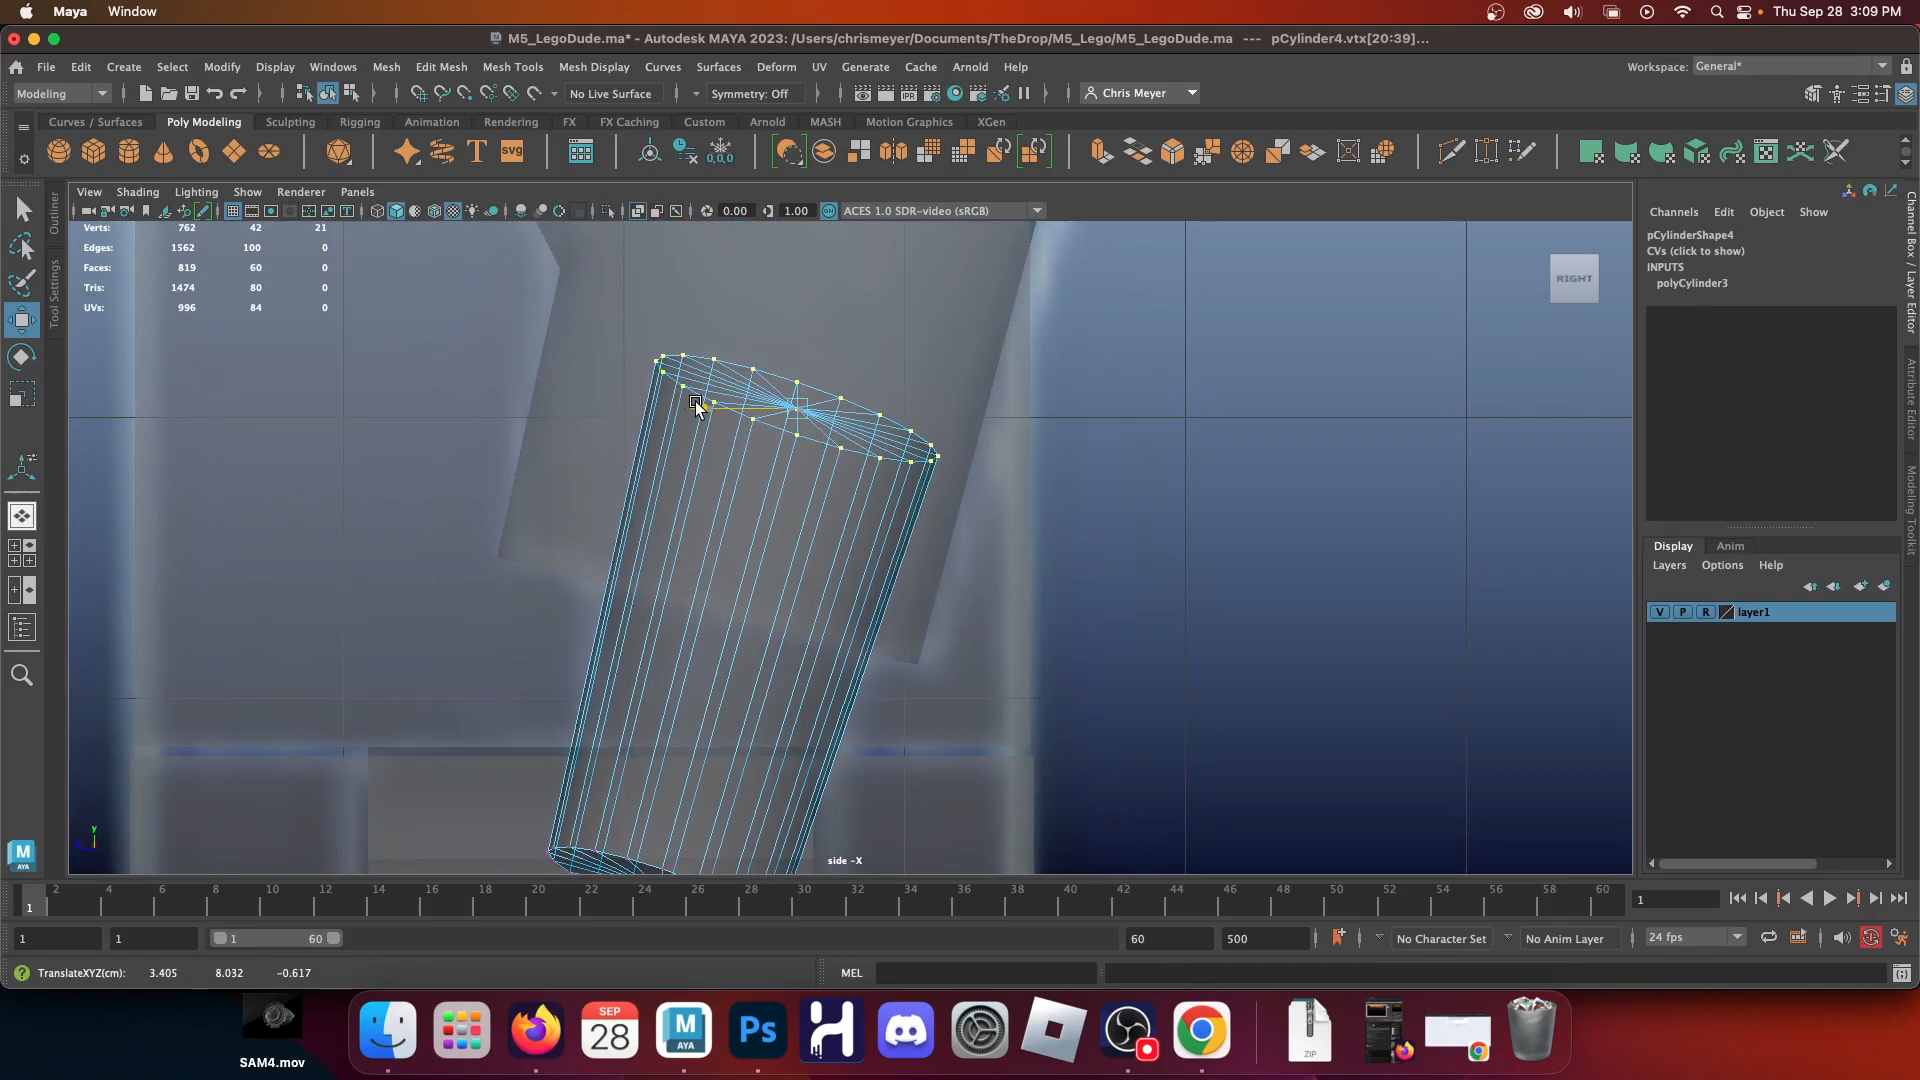 Maya Window Thu Sep 28 3:09 PM
M5_LegoDude.ma* - Autodesk MAYA 2023: /Users/chrismeyer/Documents/TheDrop/M5_Lego/M5_LegoDude.ma --- pCylinder4.vtx[20:39]...
File Edit Create Select Modify Display Windows Mesh Edit Mesh Mesh Tools Mesh Display Curves Surfaces Deform UV Generate Cache Arnold Help Workspace: General*
Modeling No Live Surface Symmetry: Off IPR Chris Meyer
Curves / Surfaces Poly Modeling Sculpting Rigging Animation Rendering FX FX Caching Custom Arnold MASH Motion Graphics XGen
T svg 0,0,0
View Shading Lighting Show Renderer Panels
0.00 1.00 ON ACES 1.0 SDR-video (sRGB)
Outliner
Tool Settings
Verts: 762 42 21
Edges: 1562 100 0
Faces: 819 60 0
Tris: 1474 80 0
UVs: 996 84 0
RIGHT
y
side -X
Channels Edit Object Show
pCylinderShape4
CVs (click to show)
INPUTS
polyCylinder3
Channel Box / Layer Editor
Attribute Editor
Modeling Toolkit
Display Anim
Layers Options Help
V P R layer1
M
AYA
2 4 6 8 10 12 14 16 18 20 22 24 26 28 30 32 34 36 38 40 42 44 46 48 50 52 54 56 58 60
1 1
1 1 1 60 60 500 No Character Set No Anim Layer 24 fps
TranslateXYZ(cm): 3.405 8.032 -0.617 MEL
SEP
28
M
AYA
Ps
ZIP
SAM4.mov